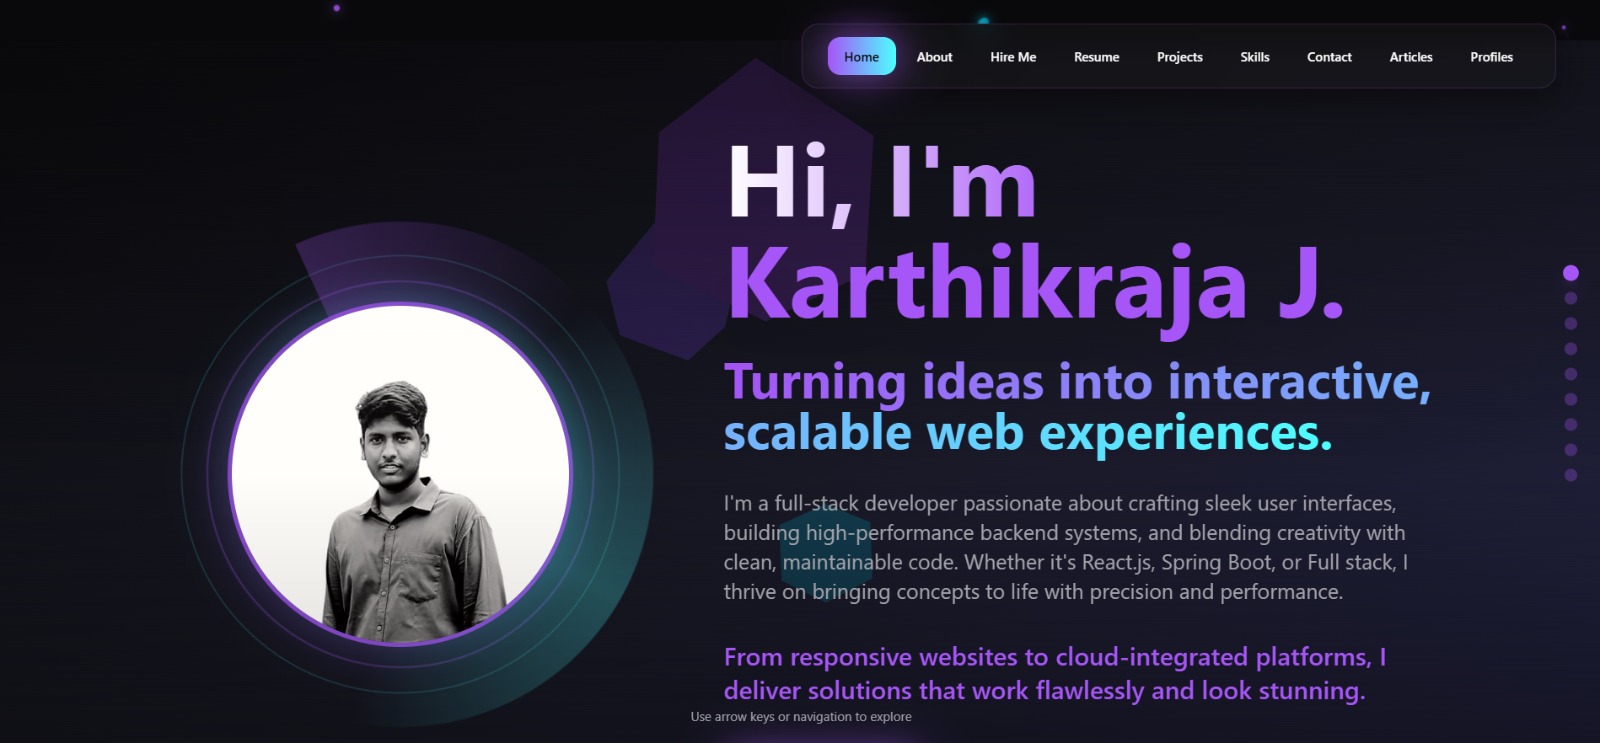 Home About Hire Me Resume Projects Skills Contact Articles Profiles
Hi, I'm
Karthikraja J.
Turning ideas into interactive,
scalable web experiences.
I'm a full-stack developer passionate about crafting sleek user interfaces,
building high-performance backend systems, and blending creativity with
clean, maintainable code. Whether it's React.js, Spring Boot, or Full stack, I
thrive on bringing concepts to life with precision and performance.
From responsive websites to cloud-integrated platforms, I
deliver solutions that work flawlessly and look stunning.
Use arrow keys or navigation to explore